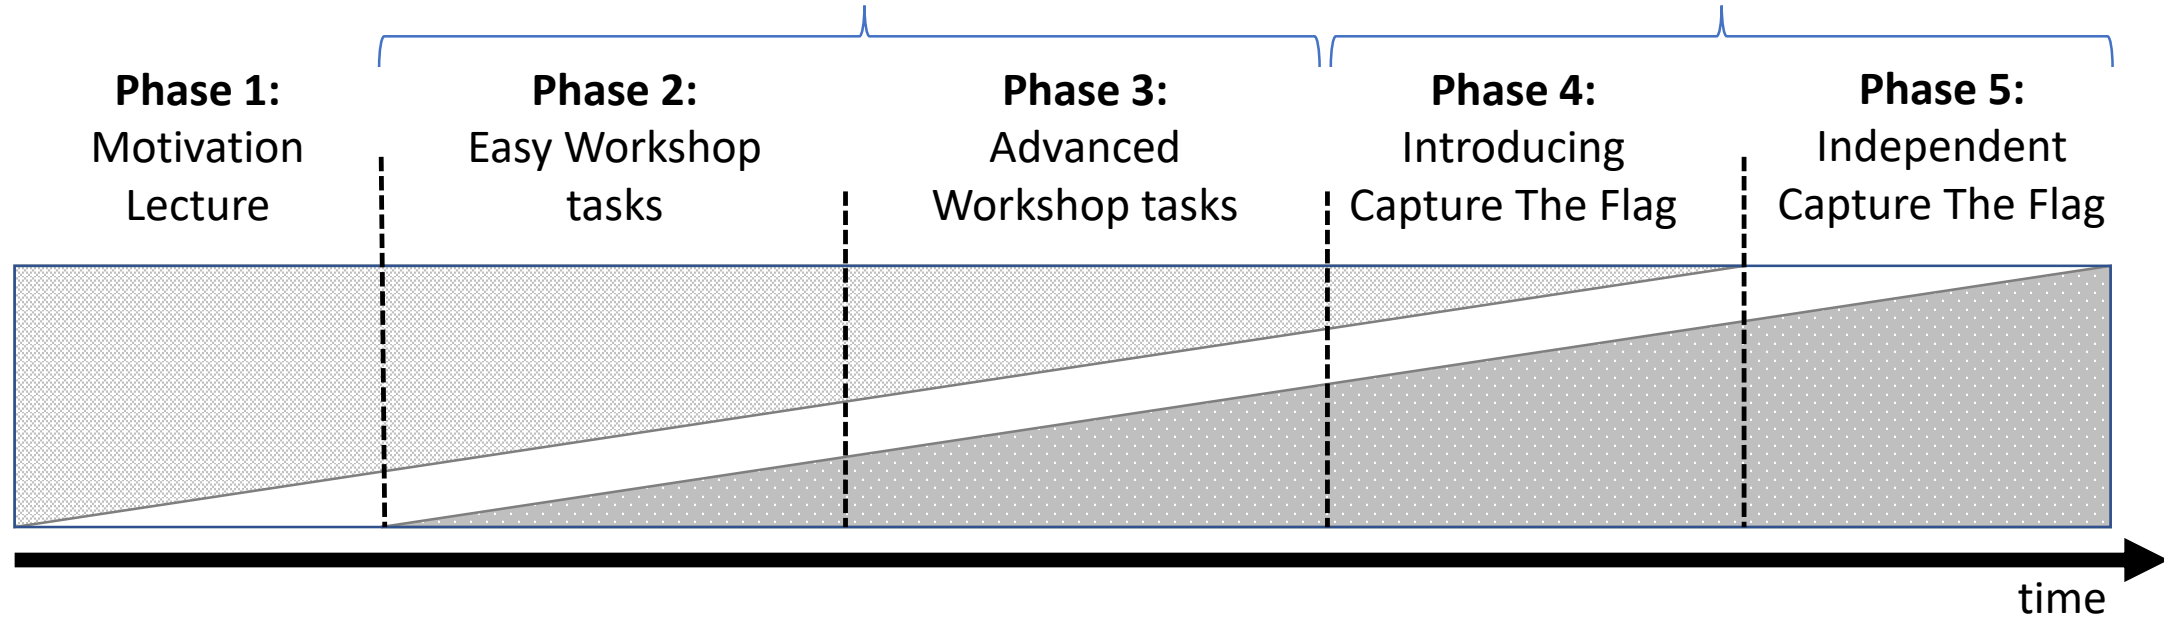 Phase 1:
Motivation
Lecture
Phase 2:
Easy Workshop
tasks
Phase 3:
Advanced
Workshop tasks
Phase 4:
Introducing
Capture The Flag
Phase 5:
Independent
Capture The Flag
time